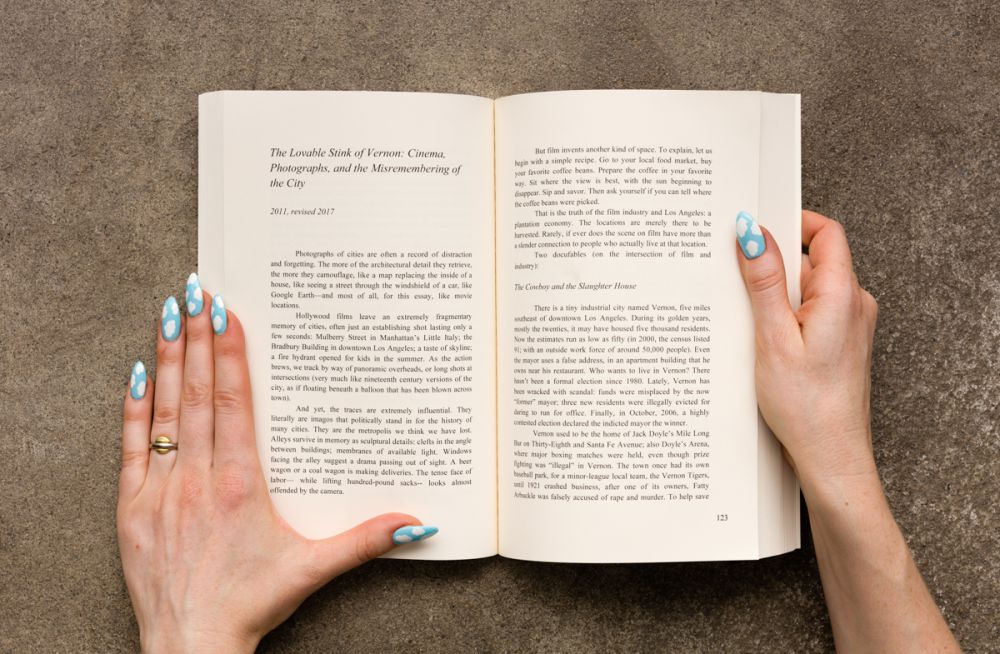 The Lovable Stink of Vernon: Cinema,
Photographs, and the Misremembering of
the City
2011, revised 2017
Photographs of cities are often a record of distraction
and forgetting. The more of the architectural detail they retrieve,
the more they camouflage, like a map replacing the inside of a
house, like seeing a street through the windshield of a car, like
Google Earth—and most of all, for this essay, like movie
locations.
Hollywood films leave an extremely fragmentary
memory of cities, often just an establishing shot lasting only a
few seconds: Mulberry Street in Manhattan's Little Italy; the
Bradbury Building in downtown Los Angeles; a taste of skyline;
a fire hydrant opened for kids in the summer. As the action
brews, we track by way of panoramic overheads, or long shots at
intersections (very much like nineteenth century versions of the
city, as if floating beneath a balloon that has been blown across
town).
And yet, the traces are extremely influential. They
literally are imagos that politically stand in for the history of
many cities. They are the metropolis we think we have lost.
Alleys survive in memory as sculptural details: clefts in the angle
between buildings; membranes of available light. Windows
facing the alley suggest a drama passing out of sight. A beer
wagon or a coal wagon is making deliveries. The tense face of
labor— while lifting hundred-pound sacks-- looks almost
offended by the camera.
But film invents another kind of space. To explain, let us
begin with a simple recipe. Go to your local food market, buy
your favorite coffee beans. Prepare the coffee in your favorite
way. Sit where the view is best, with the sun beginning to
disappear. Sip and savor. Then ask yourself if you can tell where
the coffee beans were picked.
That is the truth of the film industry and Los Angeles: a
plantation economy. The locations are merely there to be
harvested. Rarely, if ever does the scene on film have more than
a slender connection to people who actually live at that location.
Two docufables (on the intersection of film and
industry):
The Cowboy and the Slaughter House
There is a tiny industrial city named Vernon, five miles
southeast of downtown Los Angeles. During its golden years,
mostly the twenties, it may have housed five thousand residents.
Now the estimates run as low as fifty (in 2000, the census listed
91; with an outside work force of around 50,000 people). Even
the mayor uses a false address, in an apartment building that he
owns near his restaurant. Who wants to live in Vernon? There
hasn't been a formal election since 1980. Lately, Vernon has
been wracked with scandal: funds were misplaced by the now
"former" mayor; three new residents were illegally evicted for
daring to run for office. Finally, in October, 2006, a highly
contested election declared the indicted mayor the winner.
Vernon used to be the home of Jack Doyle's Mile Long
Bar on Thirty-Eighth and Santa Fe Avenue; also Doyle's Arena,
where major boxing matches were held, even though prize
fighting was "illegal" in Vernon. The town once had its own
baseball park, for a minor-league local team, the Vernon Tigers,
until 1921 crashed business, after one of its owners, Fatty
Arbuckle was falsely accused of rape and murder. To help save
123